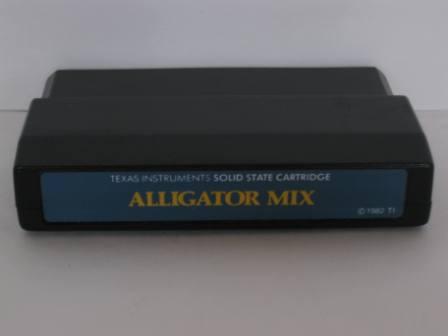 TEXAS INSTRUMENTS SOLID STATE CARTRIDGE
ALLIGATOR MIX
© 1982 TI